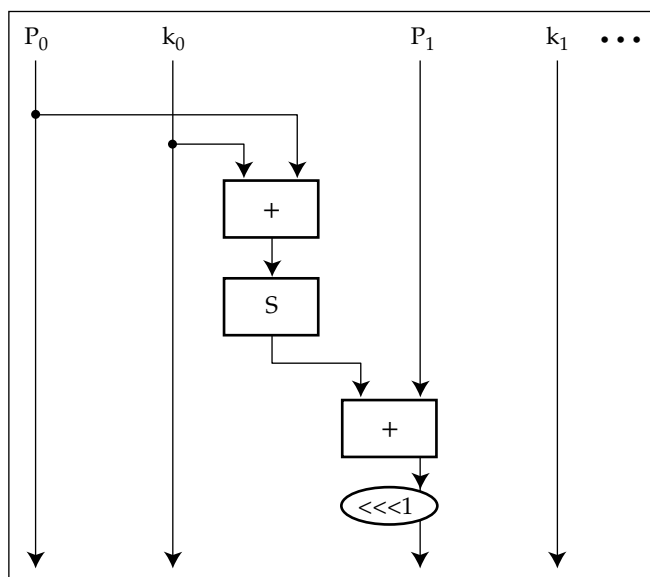 P₀ k₀ P₁ k₁ •••
+
S
+
<<<1